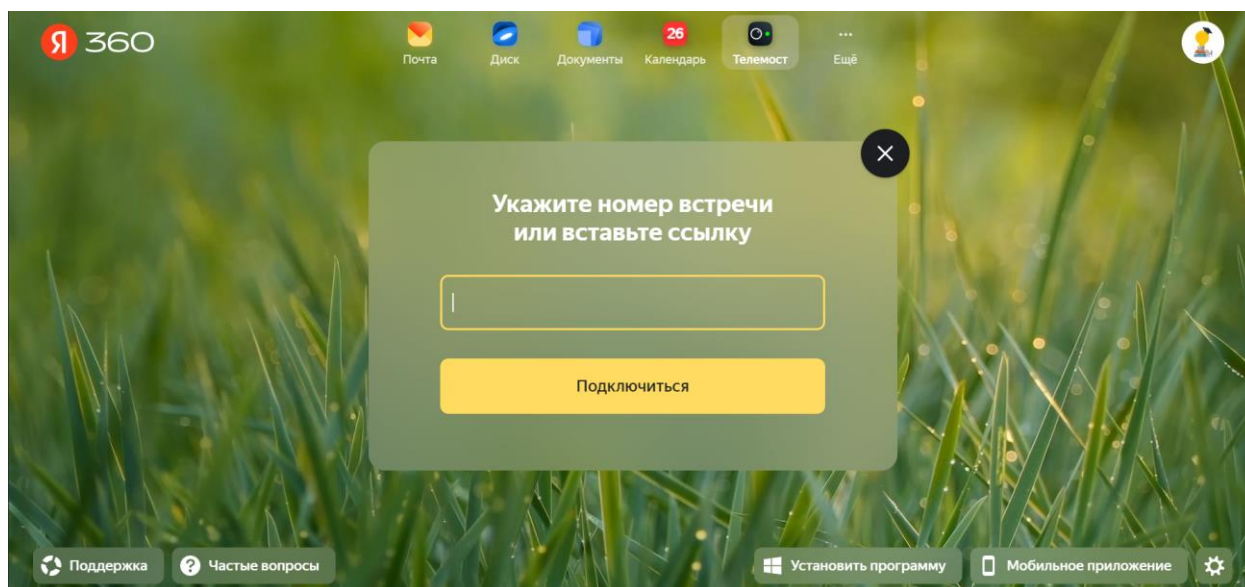 Я 360
Почта
Диск
Документы
26
Календарь
Телемост
Ещё
Укажите номер встречи
или вставьте ссылку
Подключиться
Поддержка
? Частые вопросы
Установить программу
Мобильное приложение